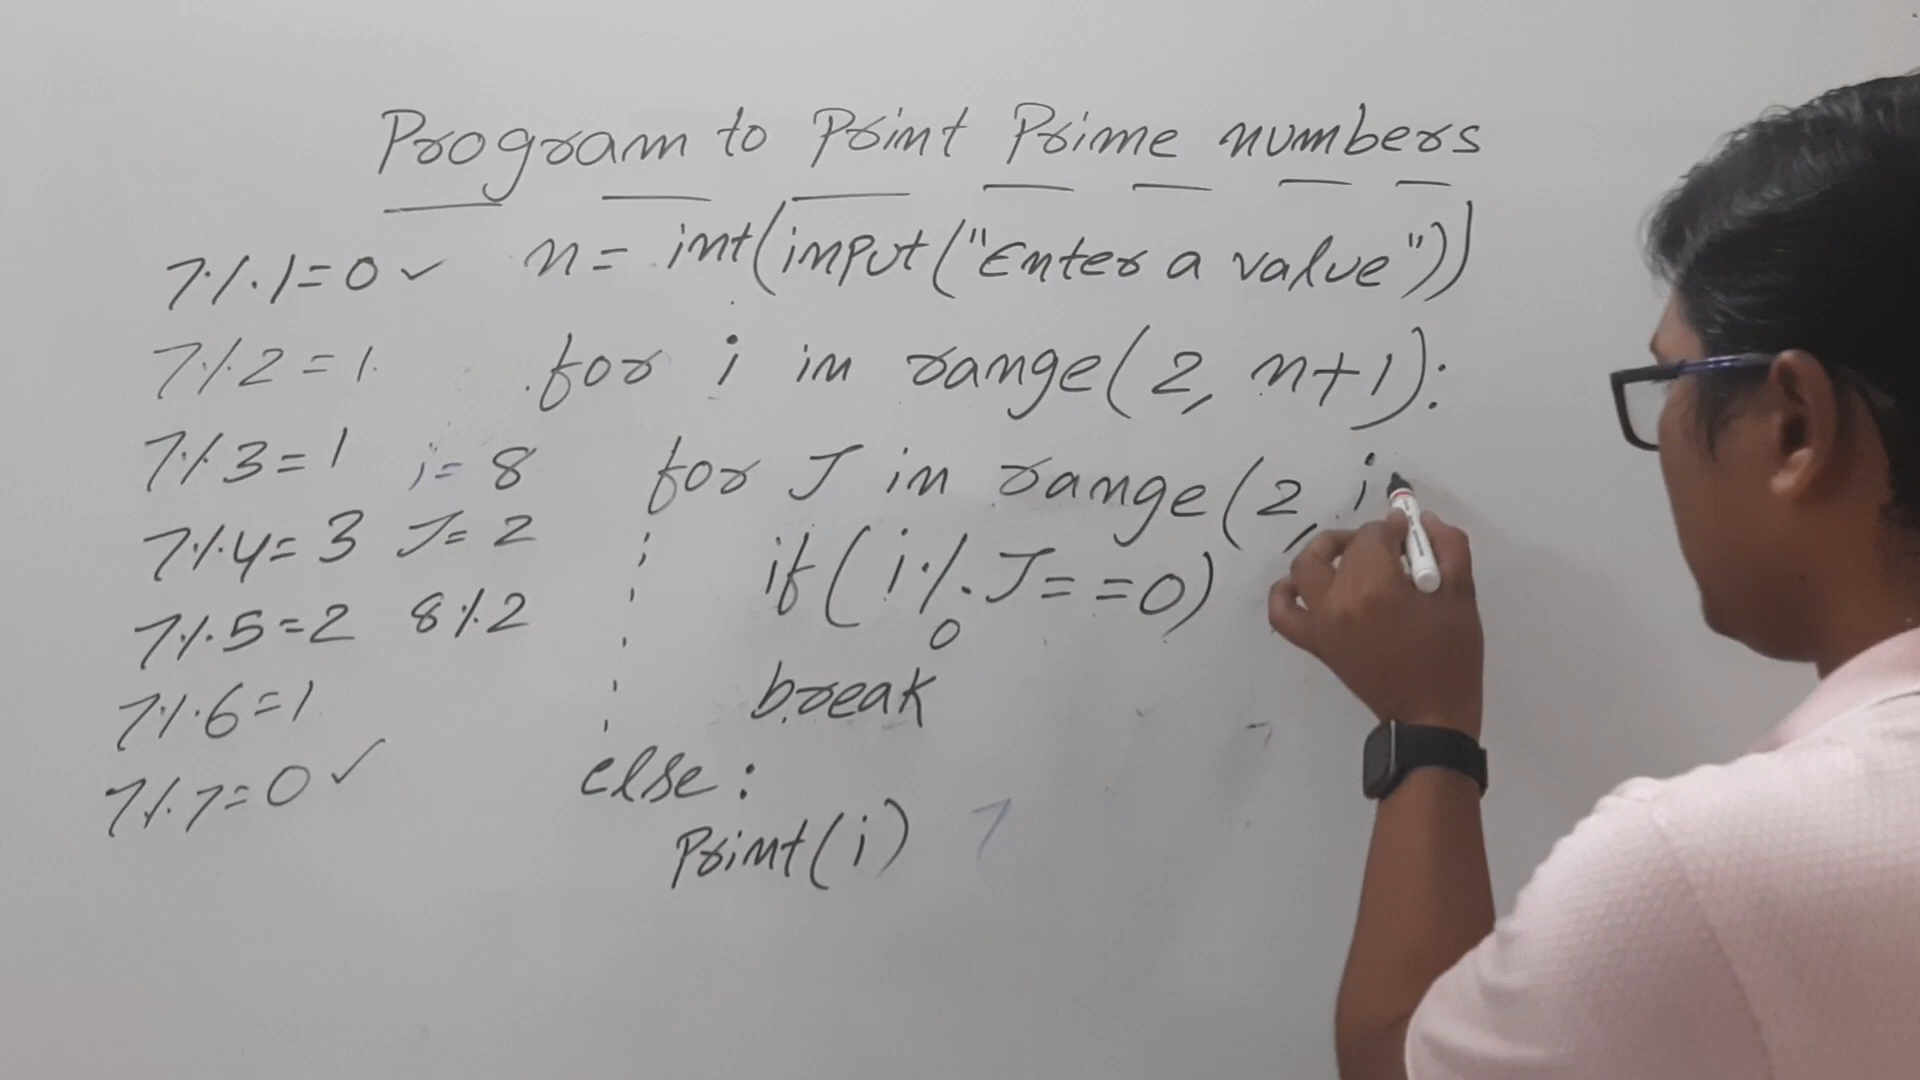 Program to Print Prime numbers
n = int(input("Enter a value"))
for i in range(2, n+1):
for J in range(2, i
if(i%J==0)
0
break
else:
Print(i) 7
7%1=0 ✓
7%2=1
7%3=1
7%4=3
7%5=2
7%6=1
7%7=0 ✓
i=8
J=2
8%2